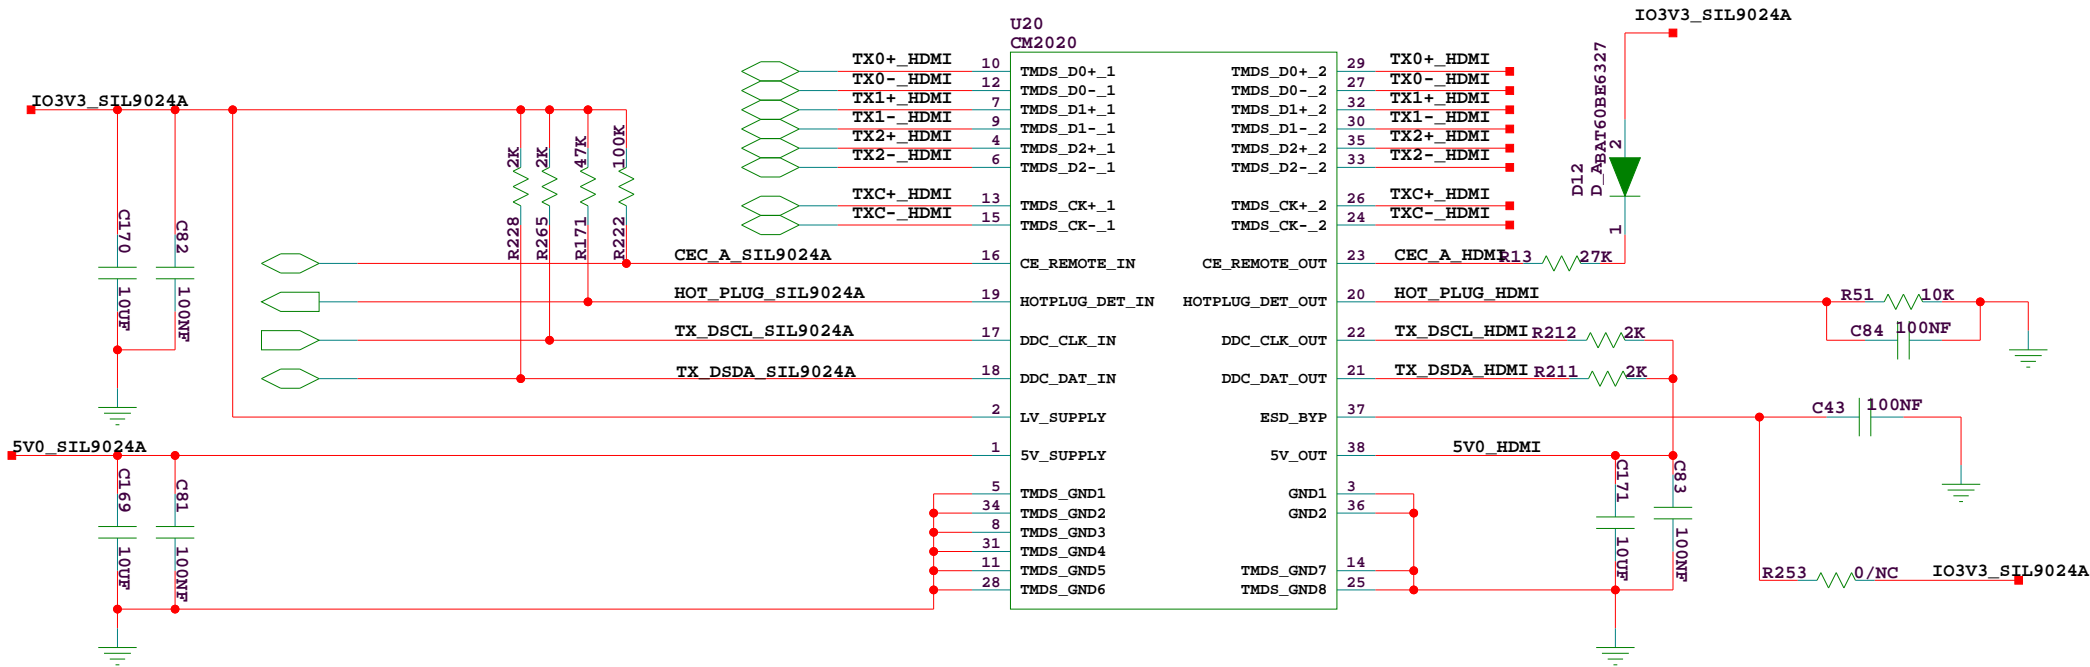 IO3V3_SIL9024A
U20
CM2020
TX0+_HDMI 10 TMDS_D0+_1 TMDS_D0+_2 29 TX0+_HDMI
TX0-_HDMI 12 TMDS_D0-_1 TMDS_D0-_2 27 TX0-_HDMI
IO3V3_SIL9024A TX1+_HDMI 7 TMDS_D1+_1 TMDS_D1+_2 32 TX1+_HDMI
TX1-_HDMI 9 TMDS_D1-_1 TMDS_D1-_2 30 TX1-_HDMI
TX2+_HDMI 4 TMDS_D2+_1 TMDS_D2+_2 35 TX2+_HDMI
TX2-_HDMI 6 TMDS_D2-_1 TMDS_D2-_2 33 TX2-_HDMI
TXC+_HDMI 13 TMDS_CK+_1 TMDS_CK+_2 26 TXC+_HDMI
TXC-_HDMI 15 TMDS_CK-_1 TMDS_CK-_2 24 TXC-_HDMI
R228 2K
R265 2K
R171 47K
R222 100K
C170 10UF
C82 100NF
D12
D_ABAT60BE6327
2
1
CEC_A_SIL9024A 16 CE_REMOTE_IN CE_REMOTE_OUT 23 CEC_A_HDMI R13 27K
HOT_PLUG_SIL9024A 19 HOTPLUG_DET_IN HOTPLUG_DET_OUT 20 HOT_PLUG_HDMI R51 10K
C84 100NF
TX_DSCL_SIL9024A 17 DDC_CLK_IN DDC_CLK_OUT 22 TX_DSCL_HDMI R212 2K
TX_DSDA_SIL9024A 18 DDC_DAT_IN DDC_DAT_OUT 21 TX_DSDA_HDMI R211 2K
2 LV_SUPPLY ESD_BYP 37 C43 100NF
5V0_SIL9024A 1 5V_SUPPLY 5V_OUT 38 5V0_HDMI
C169 10UF
C81 100NF
C171 10UF
C83 100NF
5 TMDS_GND1 GND1 3
34 TMDS_GND2 GND2 36
8 TMDS_GND3
31 TMDS_GND4
11 TMDS_GND5 TMDS_GND7 14
28 TMDS_GND6 TMDS_GND8 25
R253 0/NC IO3V3_SIL9024A